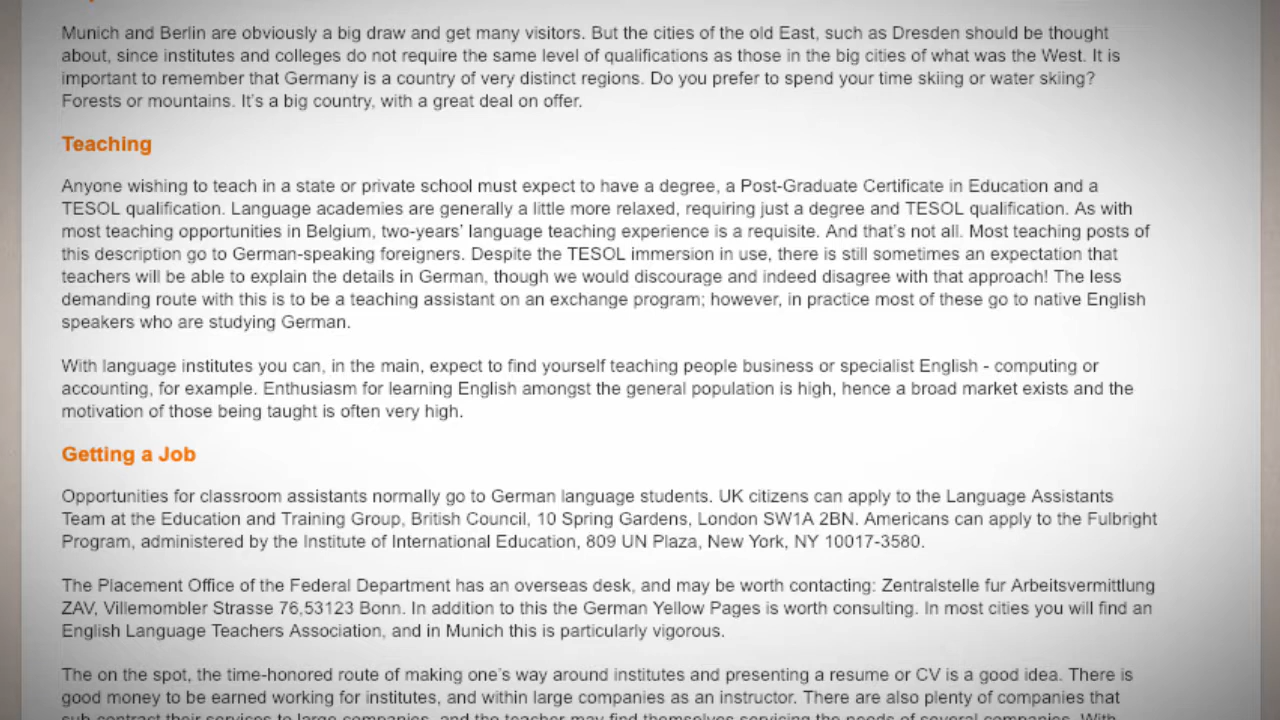 Munich and Berlin are obviously a big draw and get many visitors. But the cities of the old East, such as Dresden should be thought
about, since institutes and colleges do not require the same level of qualifications as those in the big cities of what was the West. It is
important to remember that Germany is a country of very distinct regions. Do you prefer to spend your time skiing or water skiing?
Forests or mountains. It's a big country, with a great deal on offer.
Teaching
Anyone wishing to teach in a state or private school must expect to have a degree, a Post-Graduate Certificate in Education and a
TESOL qualification. Language academies are generally a little more relaxed, requiring just a degree and TESOL qualification. As with
most teaching opportunities in Belgium, two-years' language teaching experience is a requisite. And that's not all. Most teaching posts of
this description go to German-speaking foreigners. Despite the TESOL immersion in use, there is still sometimes an expectation that
teachers will be able to explain the details in German, though we would discourage and indeed disagree with that approach! The less
demanding route with this is to be a teaching assistant on an exchange program; however, in practice most of these go to native English
speakers who are studying German.
With language institutes you can, in the main, expect to find yourself teaching people business or specialist English - computing or
accounting, for example. Enthusiasm for learning English amongst the general population is high, hence a broad market exists and the
motivation of those being taught is often very high.
Getting a Job
Opportunities for classroom assistants normally go to German language students. UK citizens can apply to the Language Assistants
Team at the Education and Training Group, British Council, 10 Spring Gardens, London SW1A 2BN. Americans can apply to the Fulbright
Program, administered by the Institute of International Education, 809 UN Plaza, New York, NY 10017-3580.
The Placement Office of the Federal Department has an overseas desk, and may be worth contacting: Zentralstelle fur Arbeitsvermittlung
ZAV, Villemombler Strasse 76,53123 Bonn. In addition to this the German Yellow Pages is worth consulting. In most cities you will find an
English Language Teachers Association, and in Munich this is particularly vigorous.
The on the spot, the time-honored route of making one's way around institutes and presenting a resume or CV is a good idea. There is
good money to be earned working for institutes, and within large companies as an instructor. There are also plenty of companies that
sub-contract their services to large companies, and the teacher may find themselves servicing the needs of several companies. With